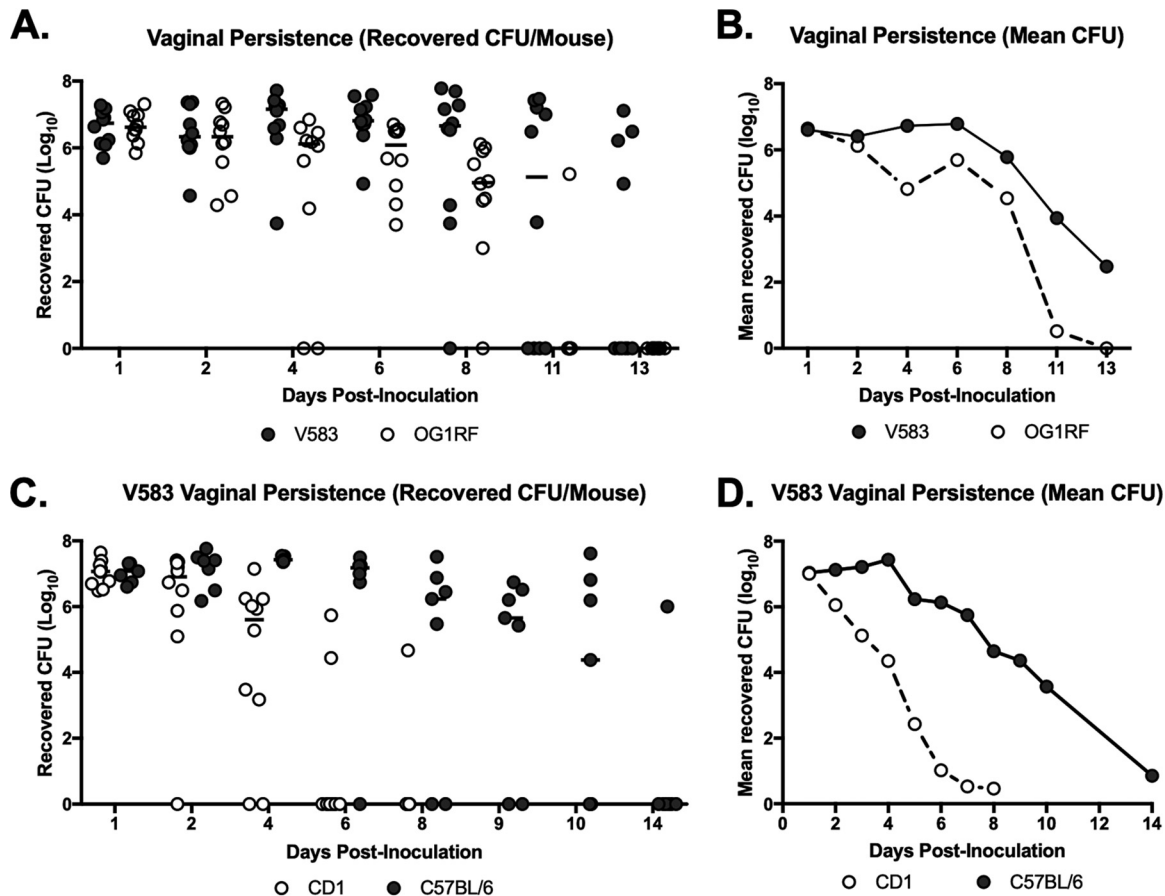 A.
Vaginal Persistence (Recovered CFU/Mouse)
Recovered CFU (Log10)
8
6
4
2
0
1 2 4 6 8 11 13
Days Post-Inoculation
V583 OG1RF
B.
Vaginal Persistence (Mean CFU)
Mean recovered CFU (log10)
8
6
4
2
0
1 2 4 6 8 11 13
Days Post-Inoculation
V583 OG1RF
C.
V583 Vaginal Persistence (Recovered CFU/Mouse)
Recovered CFU (Log10)
8
6
4
2
0
1 2 4 6 8 9 10 14
Days Post-Inoculation
CD1 C57BL/6
D.
V583 Vaginal Persistence (Mean CFU)
Mean recovered CFU (log10)
8
6
4
2
0
0 2 4 6 8 10 12 14
Days Post-Inoculation
CD1 C57BL/6